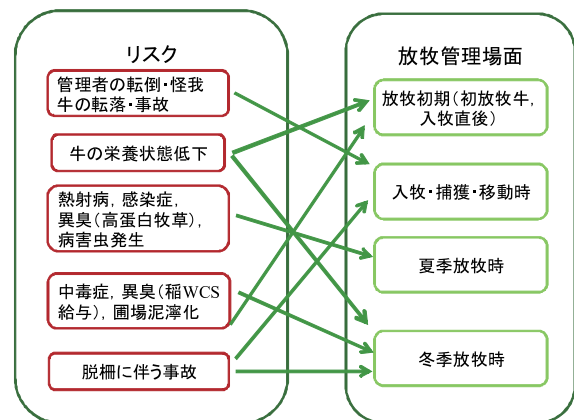 リスク
管理者の転倒・怪我
牛の転落・事故
牛の栄養状態低下
熱射病, 感染症,
異臭(高蛋白牧草),
病害虫発生
中毒症, 異臭(稲WCS
給与), 圃場泥濘化
脱柵に伴う事故
放牧管理場面
放牧初期(初放牧牛,
入牧直後)
入牧・捕獲・移動時
夏季放牧時
冬季放牧時